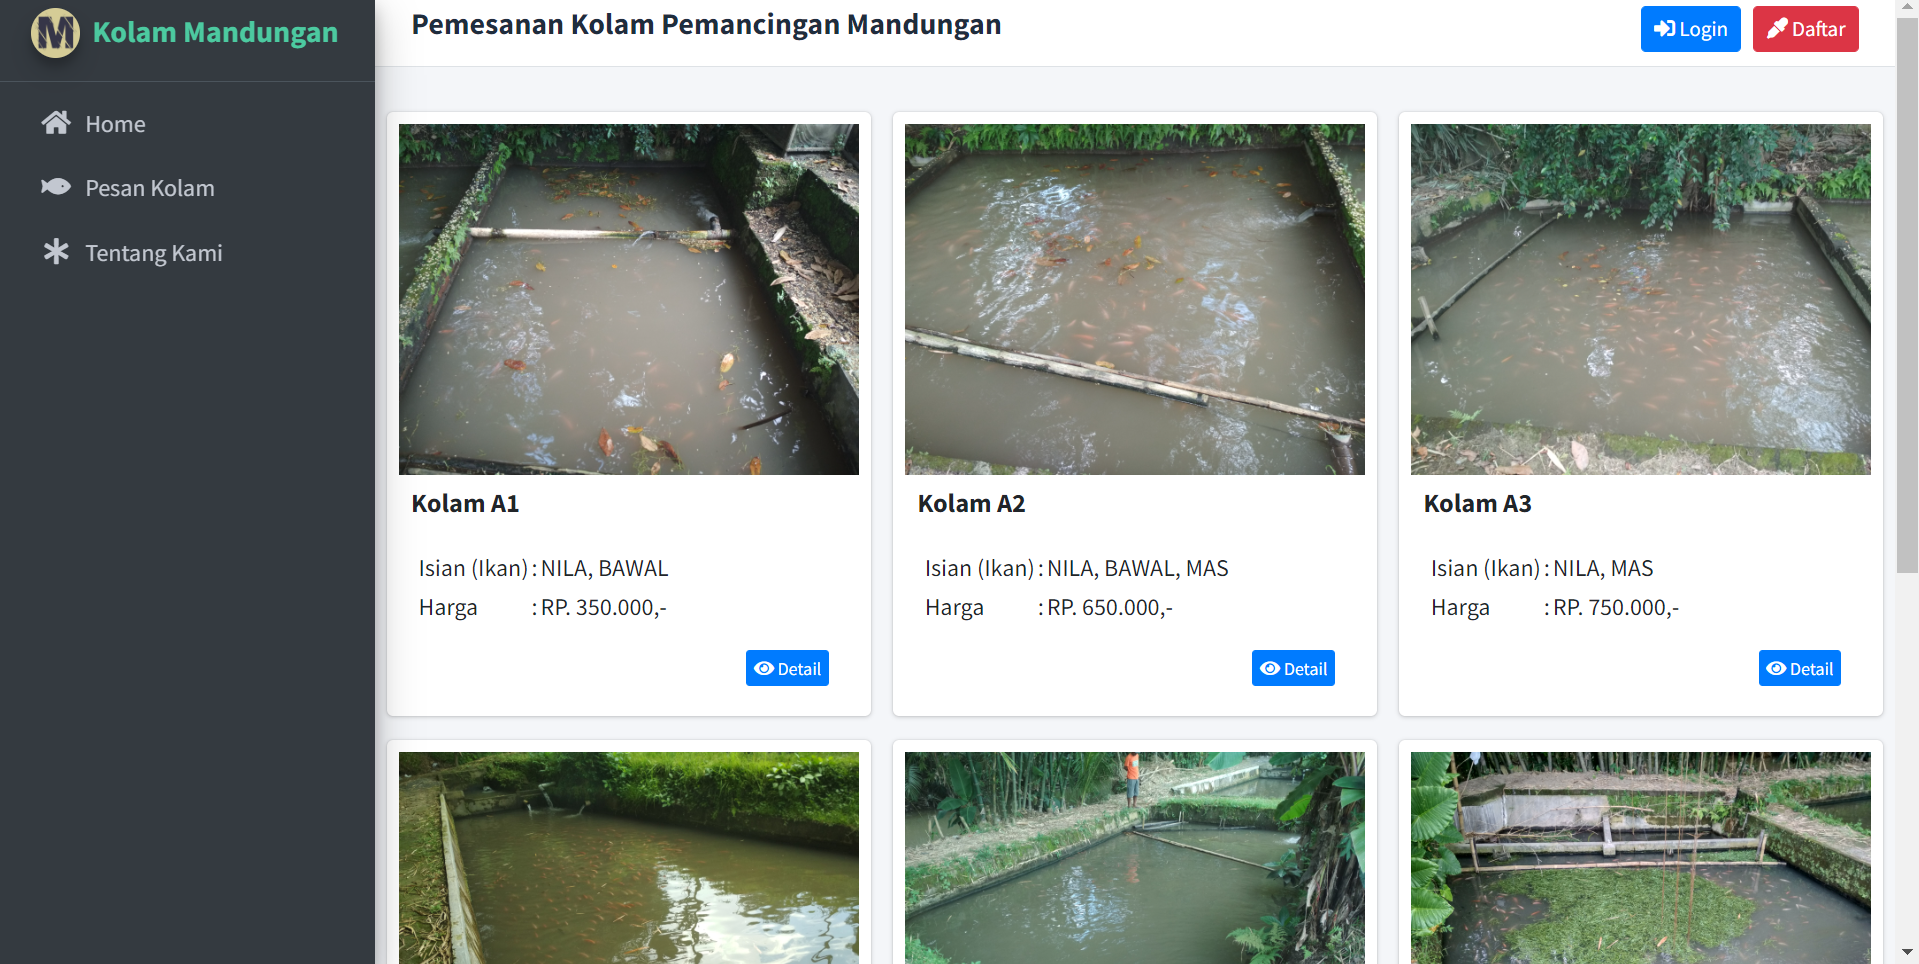 Kolam Mandungan
Home
Pesan Kolam
Tentang Kami
Pemesanan Kolam Pemancingan Mandungan
Login
Daftar
Kolam A1
Isian (Ikan) : NILA, BAWAL
Harga : RP. 350.000,-
Detail
Kolam A2
Isian (Ikan) : NILA, BAWAL, MAS
Harga : RP. 650.000,-
Detail
Kolam A3
Isian (Ikan) : NILA, MAS
Harga : RP. 750.000,-
Detail